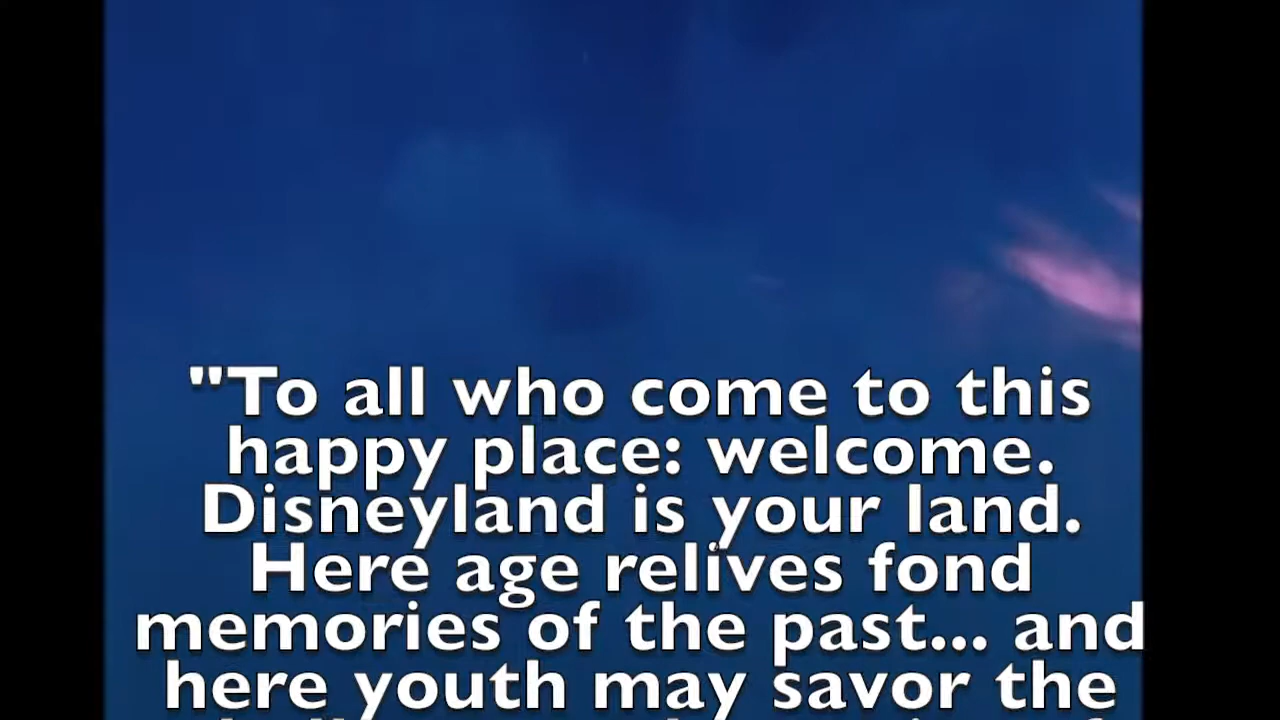 "To all who come to this
happy place: welcome.
Disneyland is your land.
Here age relives fond
memories of the past... and
here youth may savor the